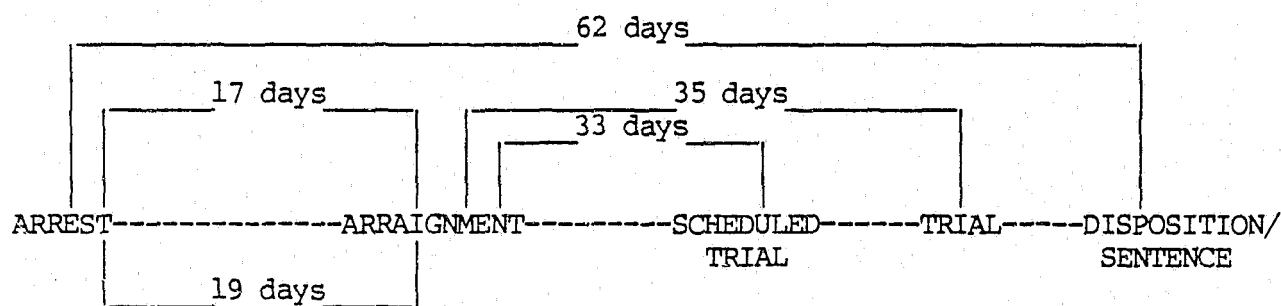 62 days
17 days 35 days
33 days
ARREST--------------ARRAIGNMENT---------SCHEDULED------TRIAL-----DISPOSITION/
TRIAL SENTENCE
19 days